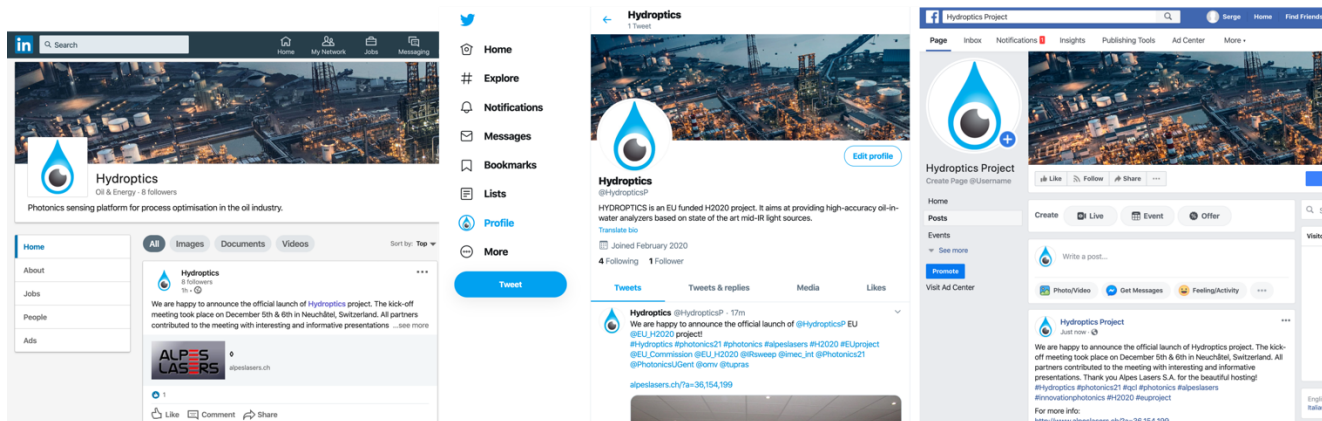 in
Search
Home
My Network
Jobs
Messaging
Hydroptics
Oil & Energy · 8 followers
Photonics sensing platform for process optimisation in the oil industry.
Home
About
Jobs
People
Ads
All
Images
Documents
Videos
Sort by: Top
Hydroptics
8 followers
1h
We are happy to announce the official launch of Hydroptics project. The kick-off
meeting took place on December 5th & 6th in Neuchâtel, Switzerland. All partners
contributed to the meeting with interesting and informative presentations ...see more
ALPES
LASERS
alpeslasers.ch
1
Like
Comment
Share
Home
Explore
Notifications
Messages
Bookmarks
Lists
Profile
More
Tweet
Hydroptics
1 Tweet
Edit profile
Hydroptics
@HydropticsP
HYDROPTICS is an EU funded H2020 project. It aims at providing high-accuracy oil-in-
water analyzers based on state of the art mid-IR light sources.
Translate bio
Joined February 2020
4 Following 1 Follower
Tweets
Tweets & replies
Media
Likes
Hydroptics @HydropticsP · 17m
We are happy to announce the official launch of @HydropticsP EU
@EU_H2020 project!
#Hydroptics #photonics21 #photonics #alpeslasers #H2020 #EUproject
@EU_Commission @EU_H2020 @IRsweep @imec_int @Photonics21
@PhotonicsUGent @omv @tupras
alpeslasers.ch/?a=36,154,199
Hydroptics Project
Serge
Home
Find Friends
Page
Inbox
Notifications 1
Insights
Publishing Tools
Ad Center
More
Hydroptics Project
Create Page @Username
Home
Posts
Events
See more
Promote
Visit Ad Center
Like
Follow
Share
Create
Live
Event
Offer
Write a post...
Photo/Video
Get Messages
Feeling/Activity
Hydroptics Project
Just now
We are happy to announce the official launch of Hydroptics project. The kick-
off meeting took place on December 5th & 6th in Neuchâtel, Switzerland. All
partners contributed to the meeting with interesting and informative
presentations. Thank you Alpes Lasers S.A. for the beautiful hosting!
#Hydroptics #photonics21 #qcl #photonics #alpeslasers
#innovationphotonics #H2020 #euproject
For more info:
http://www.alpeslasers.ch/?a=36,154,199
Visito
Englis
Italia